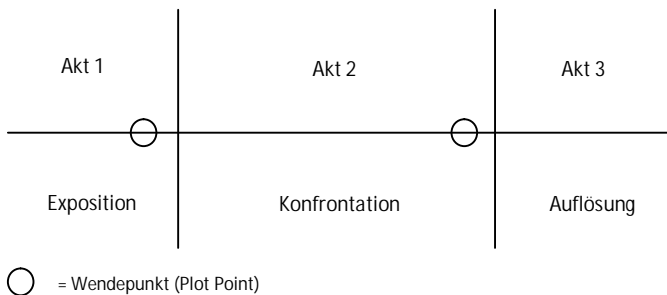 Akt 1
Akt 2
Akt 3
Exposition
Konfrontation
Auflösung
= Wendepunkt (Plot Point)